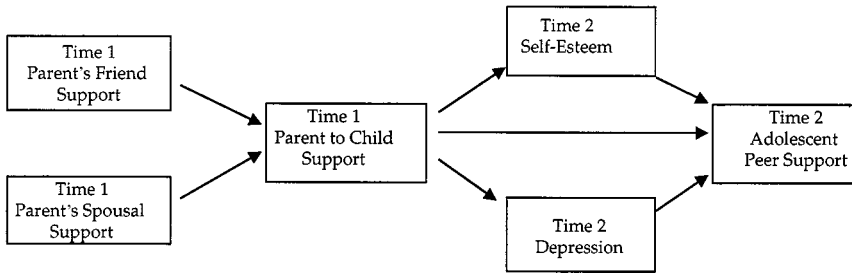 Time 1
Parent's Friend
Support
Time 1
Parent's Spousal
Support
Time 1
Parent to Child
Support
Time 2
Self-Esteem
Time 2
Depression
Time 2
Adolescent
Peer Support